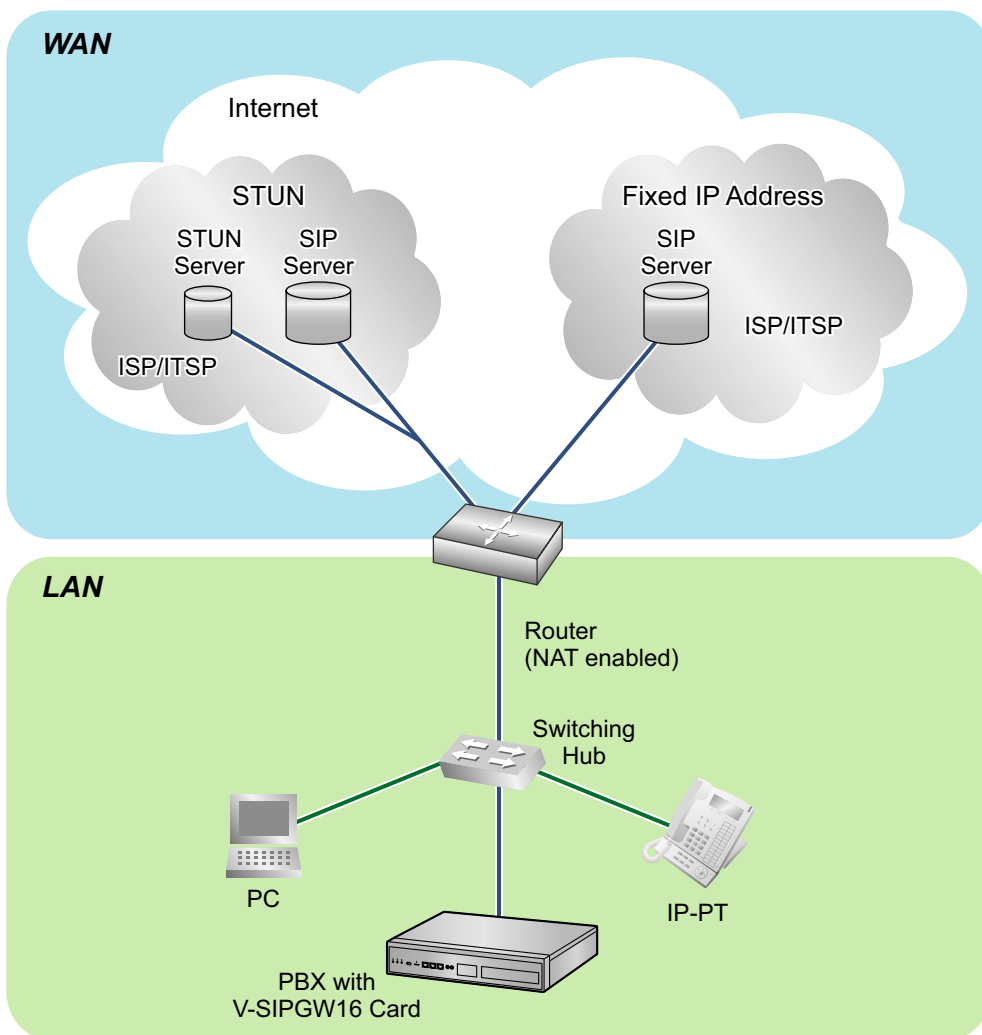 WAN
Internet
STUN
STUN
Server
SIP
Server
ISP/ITSP
Fixed IP Address
SIP
Server
ISP/ITSP
LAN
Router
(NAT enabled)
Switching
Hub
PC
IP-PT
PBX with
V-SIPGW16 Card